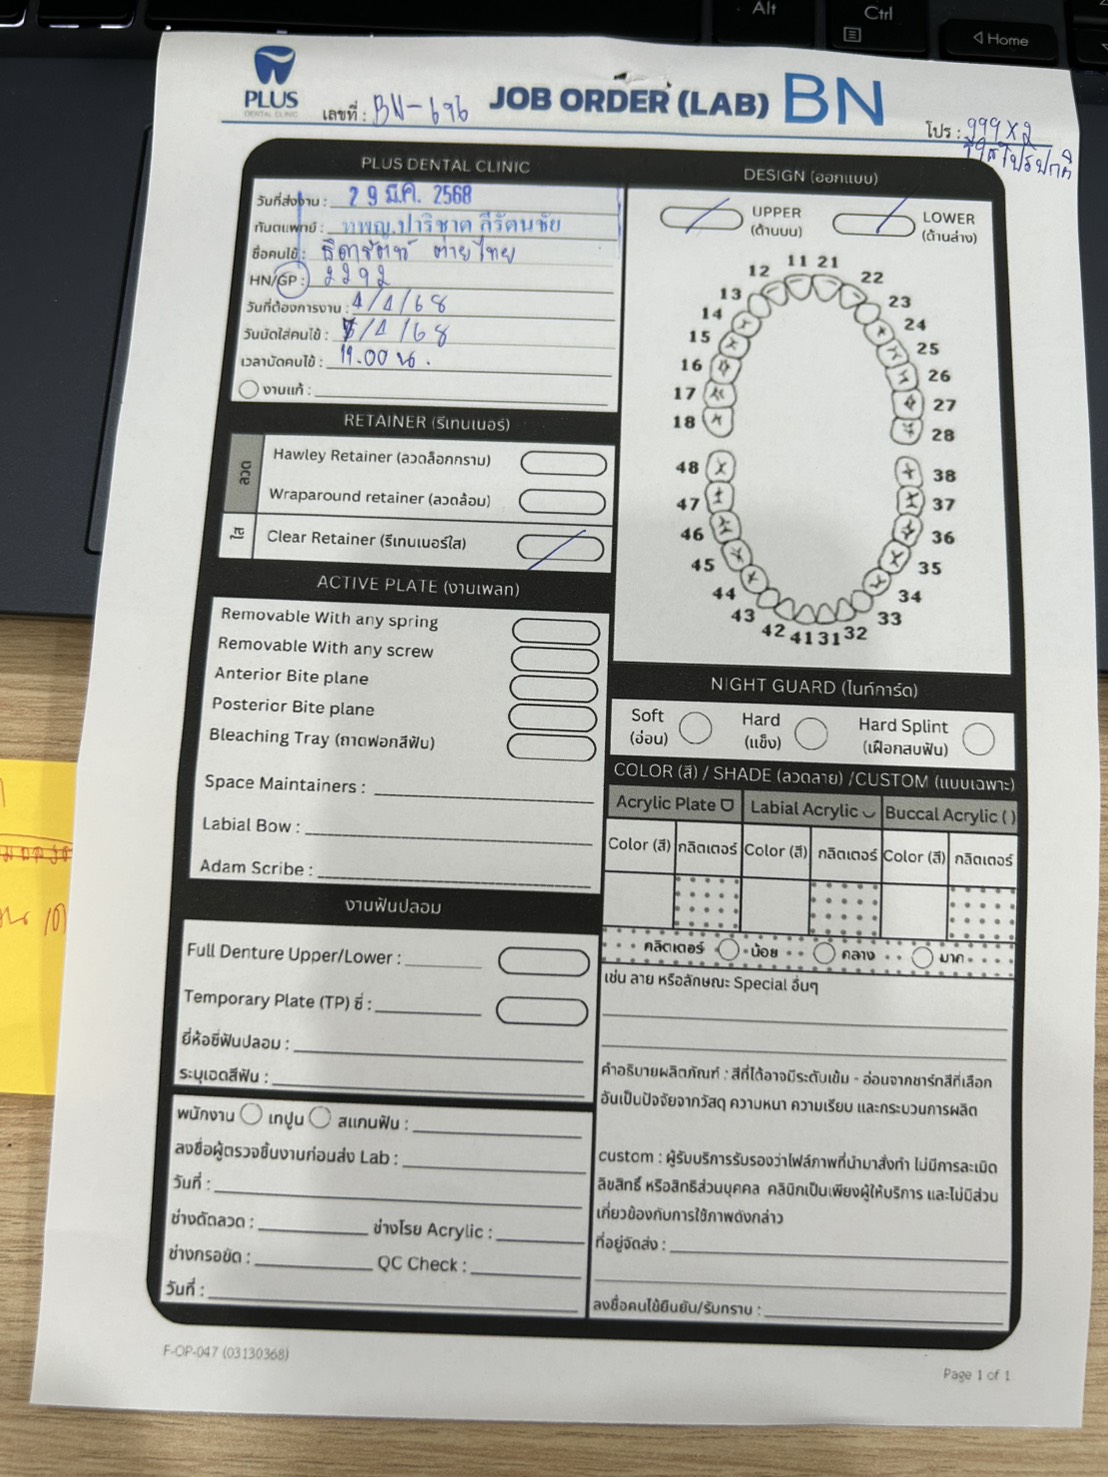 Alt
Ctrl
Home
PLUS
DENTAL CLINIC
เลขที่ : BN-696
JOB ORDER (LAB) BN
โปร : 999 x 2
PLUS DENTAL CLINIC
วันที่ส่งงาน : 29 มี.ค. 2568
ทันตแพทย์ : ทพญ.ปาริชาต ลีรัตนชัย
ชื่อคนไข้ :
HN/GP : 2292
วันที่ต้องการงาน : 4/4/68
วันนัดใส่คนไข้ : 5/4/68
เวลานัดคนไข้ : 11.00 น.
งานแก้ :
DESIGN (ออกแบบ)
UPPER
(ด้านบน)
LOWER
(ด้านล่าง)
11 21
12 22
13 23
14 24
15 25
16 26
17 27
18 28
48 38
47 37
46 36
45 35
44 34
43 33
42 41 31 32
RETAINER (รีเทนเนอร์)
ลวด
Hawley Retainer (ลวดล็อกกราม)
Wraparound retainer (ลวดล้อม)
ใส
Clear Retainer (รีเทนเนอร์ใส)
ACTIVE PLATE (งานเพลท)
Removable With any spring
Removable With any screw
Anterior Bite plane
Posterior Bite plane
Bleaching Tray (ถาดฟอกสีฟัน)
Space Maintainers :
Labial Bow :
Adam Scribe :
NIGHT GUARD (ไนท์การ์ด)
Soft
(อ่อน)
Hard
(แข็ง)
Hard Splint
(เฝือกสบฟัน)
COLOR (สี) / SHADE (ลวดลาย) /CUSTOM (แบบเฉพาะ)
Acrylic Plate Labial Acrylic Buccal Acrylic ( )
Color (สี) กลิตเตอร์ Color (สี) กลิตเตอร์ Color (สี) กลิตเตอร์
กลิตเตอร์ น้อย กลาง มาก
เช่น ลาย หรือลักษณะ Special อื่นๆ
งานฟันปลอม
Full Denture Upper/Lower :
Temporary Plate (TP) ซี่ :
ยี่ห้อซี่ฟันปลอม :
ระบุเฉดสีฟัน :
คำอธิบายผลิตภัณฑ์ : สีที่ได้อาจมีระดับเข้ม - อ่อนจากชาร์ทสีที่เลือก
อันเป็นปัจจัยจากวัสดุ ความหนา ความเรียบ และกระบวนการผลิต
custom : ผู้รับบริการรับรองว่าไฟล์ภาพที่นำมาสั่งทำ ไม่มีการละเมิด
ลิขสิทธิ์ หรือสิทธิส่วนบุคคล คลินิกเป็นเพียงผู้ให้บริการ และไม่มีส่วน
เกี่ยวข้องกับการใช้ภาพดังกล่าว
ที่อยู่จัดส่ง :
ลงชื่อคนไข้ยืนยัน/รับทราบ :
พนักงาน เทปูน สแกนฟัน :
ลงชื่อผู้ตรวจชิ้นงานก่อนส่ง Lab :
วันที่ :
ช่างดัดลวด : ช่างโรย Acrylic :
ช่างกรอขัด : QC Check :
วันที่ :
F-OP-047 (03130368)
Page 1 of 1